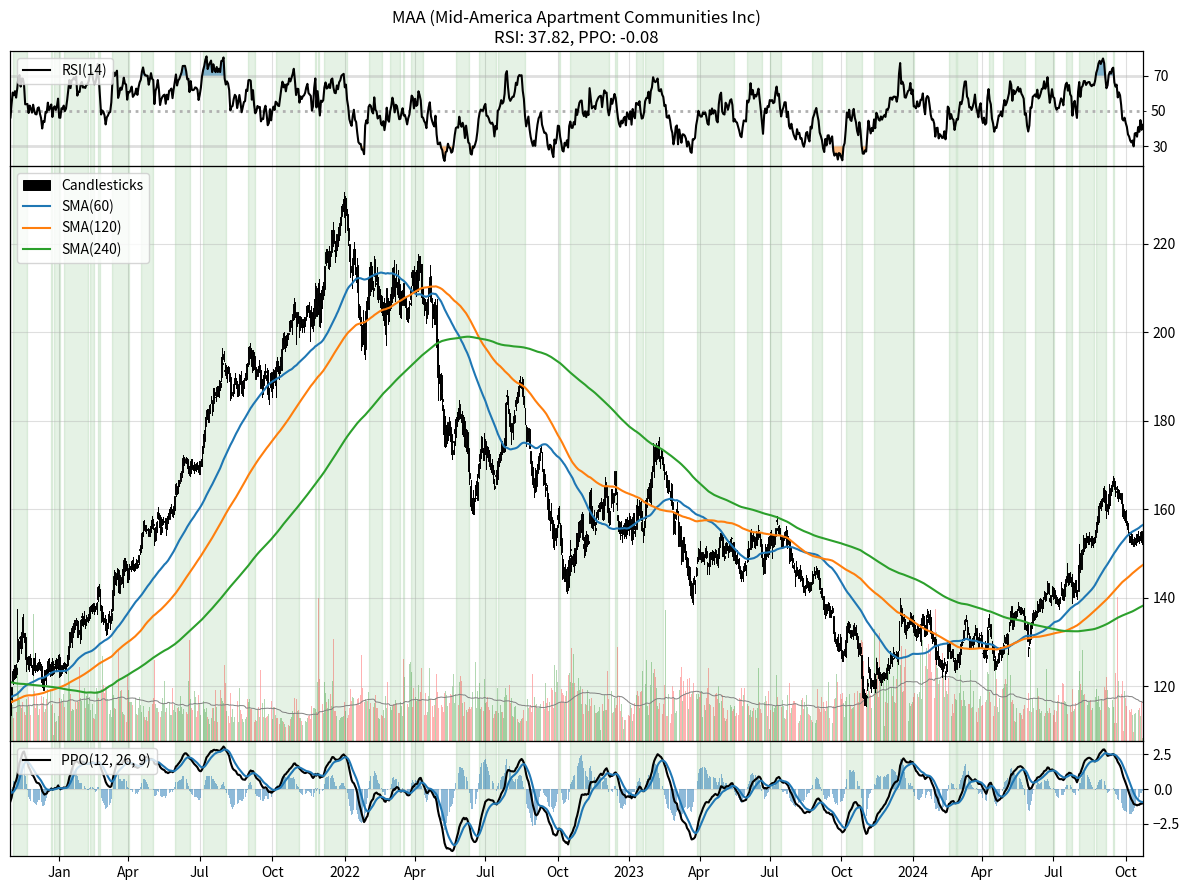 MAA (Mid-America Apartment Communities Inc)
RSI: 37.82, PPO: -0.08
RSI(14)
70
50
30
Candlesticks
SMA(60)
SMA(120)
SMA(240)
220
200
180
160
140
120
PPO(12, 26, 9)
2.5
0.0
−2.5
Jan Apr Jul Oct 2022 Apr Jul Oct 2023 Apr Jul Oct 2024 Apr Jul Oct